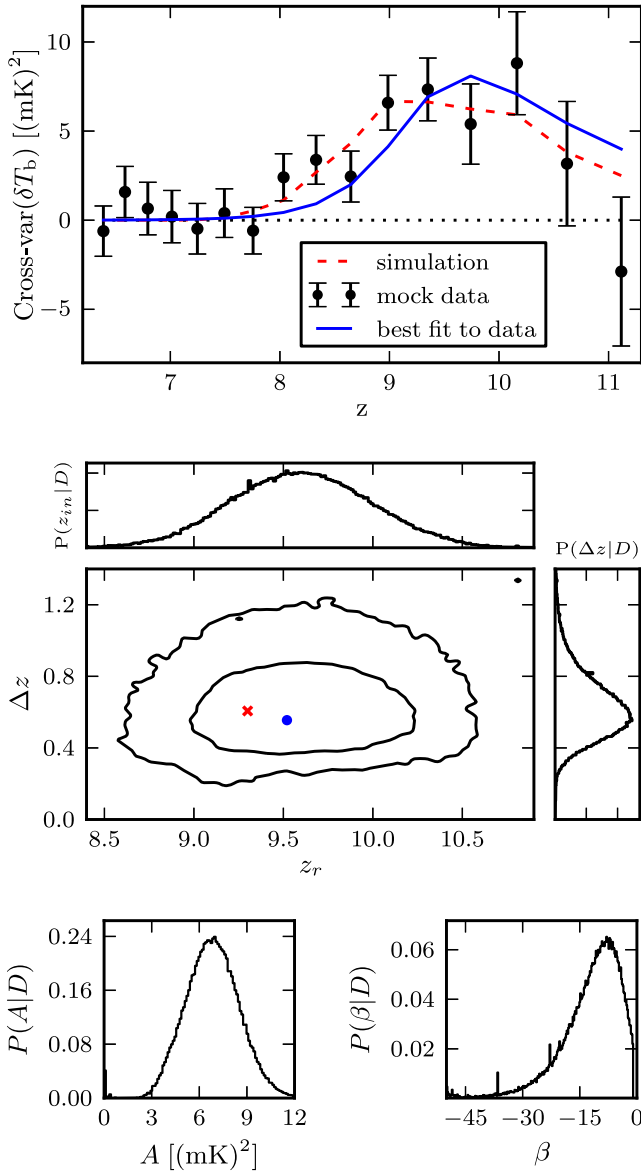 10
5
0
−5
Cross-var(δT_b) [(mK)^2]
simulation
mock data
best fit to data
7 8 9 10 11
z
P(z_in|D)
P(Δz|D)
1.2
0.8
0.4
0.0
Δz
8.5 9.0 9.5 10.0 10.5
z_r
0.24
0.16
0.08
0.00
P(A|D)
0 3 6 9 12
A [(mK)^2]
0.06
0.04
0.02
P(β|D)
−45 −30 −15 0
β